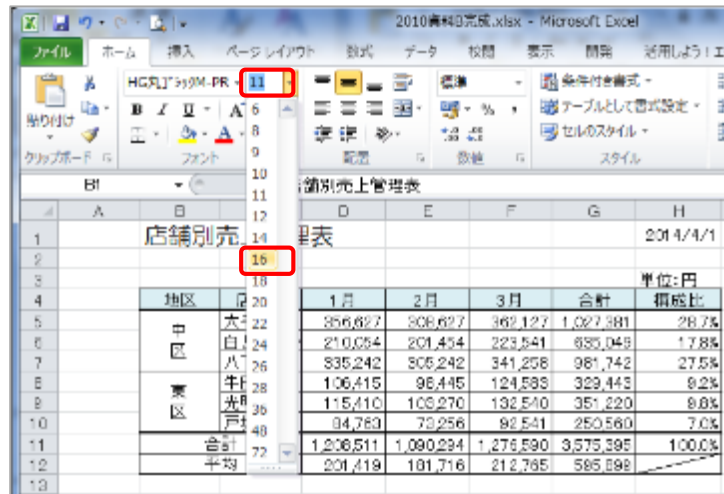 2010資料B完成.xlsx - Microsoft Excel
ファイル ホーム 挿入 ページ レイアウト 数式 データ 校閲 表示 開発 活用しよう！エ
HG丸ｺﾞｼｯｸM-PR 11 標準 条件付き書式
貼り付け B I U A % , テーブルとして書式設定
A セルのスタイル
クリップボード フォント 配置 数値 スタイル
6
8
9
10
11
12
14
16
18
20
22
24
26
28
36
48
72
B1 店舗別売上管理表
A B D E F G H
1 店舗別売 理表 2014/4/1
2
3 単位:円
4 地区 1月 2月 3月 合計 構成比
5 中 356,627 308,627 362,127 1,027,381 28.7%
6 区 210,054 201,454 223,541 635,049 17.8%
7 八 335,242 305,242 341,258 981,742 27.5%
8 東 106,415 98,445 124,583 329,443 9.2%
9 区 115,410 103,270 132,540 351,220 9.8%
10 84,763 73,256 92,541 250,560 7.0%
11 合計 1,208,511 1,090,294 1,276,590 3,575,395 100.0%
12 平均 201,419 181,716 212,765 595,899
13